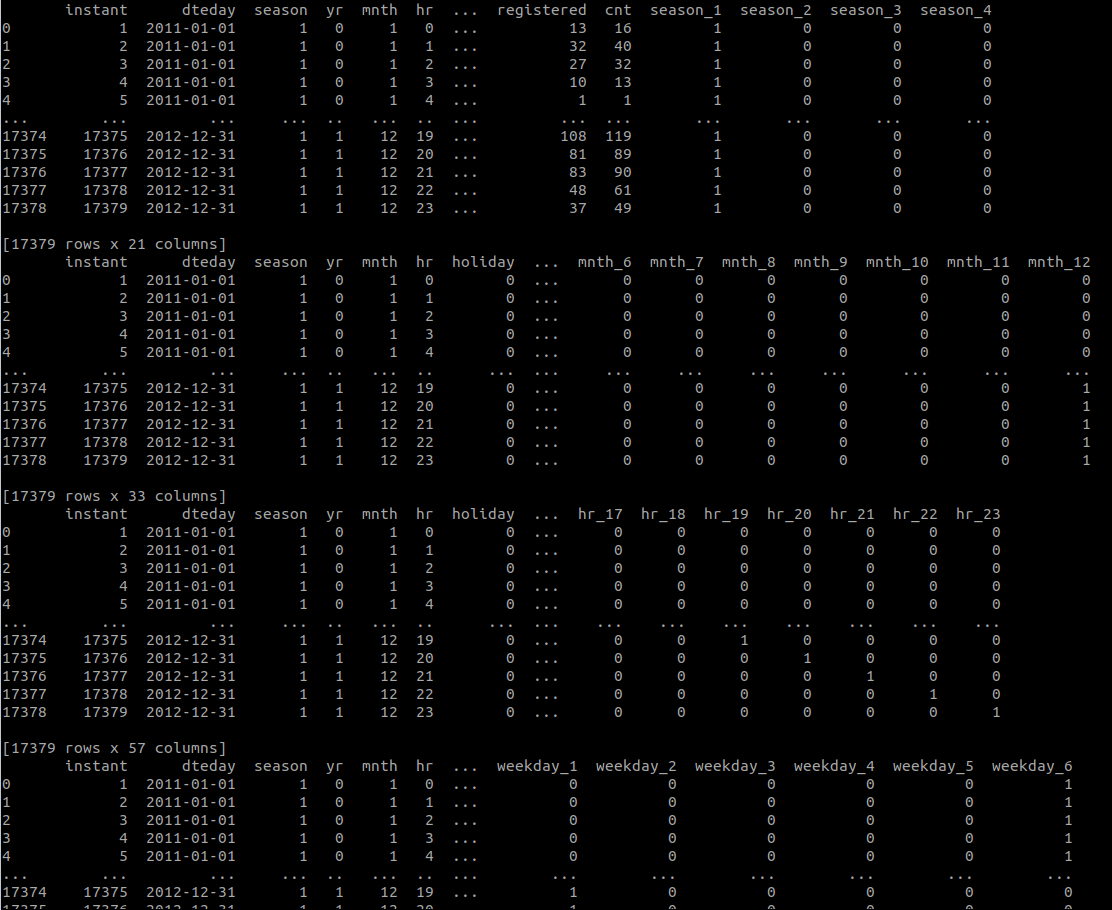 instant dteday season yr mnth hr ... registered cnt season_1 season_2 season_3 season_4
0 1 2011-01-01 1 0 1 0 ... 13 16 1 0 0 0
1 2 2011-01-01 1 0 1 1 ... 32 40 1 0 0 0
2 3 2011-01-01 1 0 1 2 ... 27 32 1 0 0 0
3 4 2011-01-01 1 0 1 3 ... 10 13 1 0 0 0
4 5 2011-01-01 1 0 1 4 ... 1 1 1 0 0 0
... ... ... ... .. ... .. ... ... ... ... ... ... ...
17374 17375 2012-12-31 1 1 12 19 ... 108 119 1 0 0 0
17375 17376 2012-12-31 1 1 12 20 ... 81 89 1 0 0 0
17376 17377 2012-12-31 1 1 12 21 ... 83 90 1 0 0 0
17377 17378 2012-12-31 1 1 12 22 ... 48 61 1 0 0 0
17378 17379 2012-12-31 1 1 12 23 ... 37 49 1 0 0 0
[17379 rows x 21 columns]
instant dteday season yr mnth hr holiday ... mnth_6 mnth_7 mnth_8 mnth_9 mnth_10 mnth_11 mnth_12
0 1 2011-01-01 1 0 1 0 0 ... 0 0 0 0 0 0 0
1 2 2011-01-01 1 0 1 1 0 ... 0 0 0 0 0 0 0
2 3 2011-01-01 1 0 1 2 0 ... 0 0 0 0 0 0 0
3 4 2011-01-01 1 0 1 3 0 ... 0 0 0 0 0 0 0
4 5 2011-01-01 1 0 1 4 0 ... 0 0 0 0 0 0 0
... ... ... ... .. ... .. ... ... ... ... ... ... ... ... ...
17374 17375 2012-12-31 1 1 12 19 0 ... 0 0 0 0 0 0 1
17375 17376 2012-12-31 1 1 12 20 0 ... 0 0 0 0 0 0 1
17376 17377 2012-12-31 1 1 12 21 0 ... 0 0 0 0 0 0 1
17377 17378 2012-12-31 1 1 12 22 0 ... 0 0 0 0 0 0 1
17378 17379 2012-12-31 1 1 12 23 0 ... 0 0 0 0 0 0 1
[17379 rows x 33 columns]
instant dteday season yr mnth hr holiday ... hr_17 hr_18 hr_19 hr_20 hr_21 hr_22 hr_23
0 1 2011-01-01 1 0 1 0 0 ... 0 0 0 0 0 0 0
1 2 2011-01-01 1 0 1 1 0 ... 0 0 0 0 0 0 0
2 3 2011-01-01 1 0 1 2 0 ... 0 0 0 0 0 0 0
3 4 2011-01-01 1 0 1 3 0 ... 0 0 0 0 0 0 0
4 5 2011-01-01 1 0 1 4 0 ... 0 0 0 0 0 0 0
... ... ... ... .. ... .. ... ... ... ... ... ... ... ... ...
17374 17375 2012-12-31 1 1 12 19 0 ... 0 0 1 0 0 0 0
17375 17376 2012-12-31 1 1 12 20 0 ... 0 0 0 1 0 0 0
17376 17377 2012-12-31 1 1 12 21 0 ... 0 0 0 0 1 0 0
17377 17378 2012-12-31 1 1 12 22 0 ... 0 0 0 0 0 1 0
17378 17379 2012-12-31 1 1 12 23 0 ... 0 0 0 0 0 0 1
[17379 rows x 57 columns]
instant dteday season yr mnth hr ... weekday_1 weekday_2 weekday_3 weekday_4 weekday_5 weekday_6
0 1 2011-01-01 1 0 1 0 ... 0 0 0 0 0 1
1 2 2011-01-01 1 0 1 1 ... 0 0 0 0 0 1
2 3 2011-01-01 1 0 1 2 ... 0 0 0 0 0 1
3 4 2011-01-01 1 0 1 3 ... 0 0 0 0 0 1
4 5 2011-01-01 1 0 1 4 ... 0 0 0 0 0 1
... ... ... ... .. ... .. ... ... ... ... ... ... ...
17374 17375 2012-12-31 1 1 12 19 ... 1 0 0 0 0 0